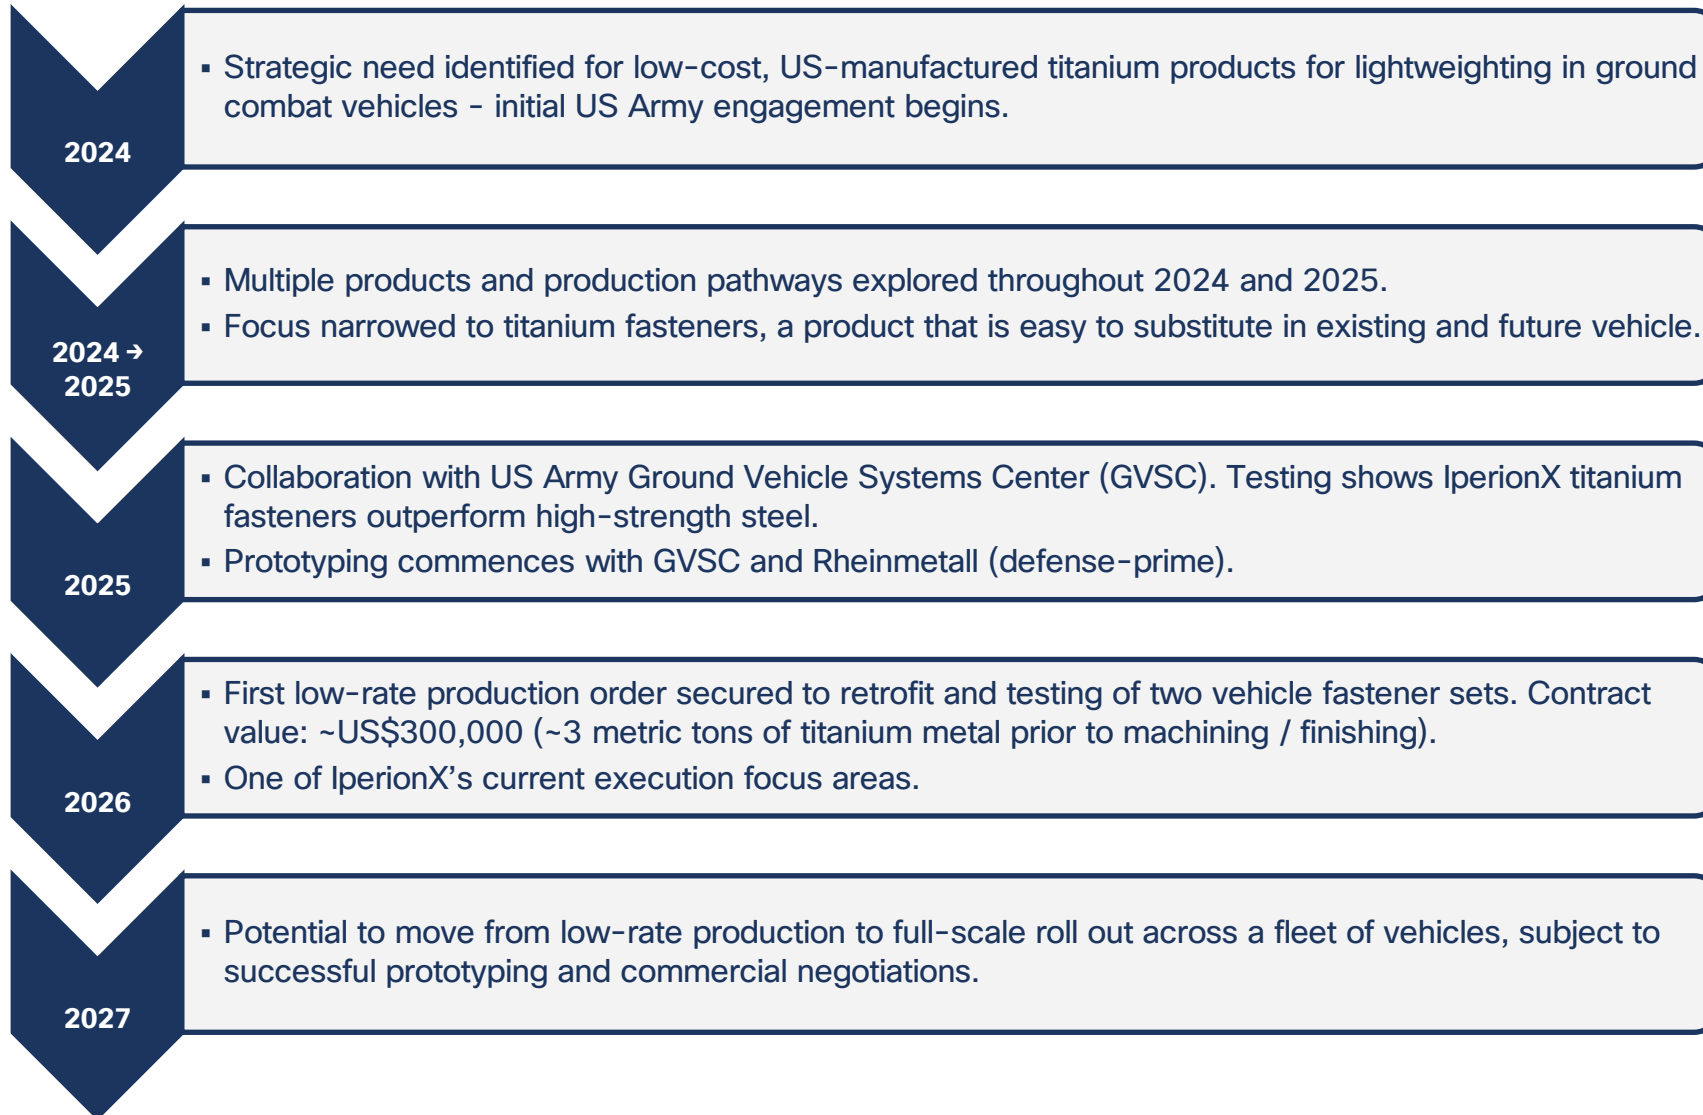 ▪ Strategic need identified for low-cost, US-manufactured titanium products for lightweighting in ground
combat vehicles - initial US Army engagement begins.
2024
▪ Multiple products and production pathways explored throughout 2024 and 2025.
▪ Focus narrowed to titanium fasteners, a product that is easy to substitute in existing and future vehicle.
2024 →
2025
▪ Collaboration with US Army Ground Vehicle Systems Center (GVSC). Testing shows IperionX titanium
fasteners outperform high-strength steel.
▪ Prototyping commences with GVSC and Rheinmetall (defense-prime).
2025
▪ First low-rate production order secured to retrofit and testing of two vehicle fastener sets. Contract
value: ~US$300,000 (~3 metric tons of titanium metal prior to machining / finishing).
▪ One of IperionX’s current execution focus areas.
2026
▪ Potential to move from low-rate production to full-scale roll out across a fleet of vehicles, subject to
successful prototyping and commercial negotiations.
2027